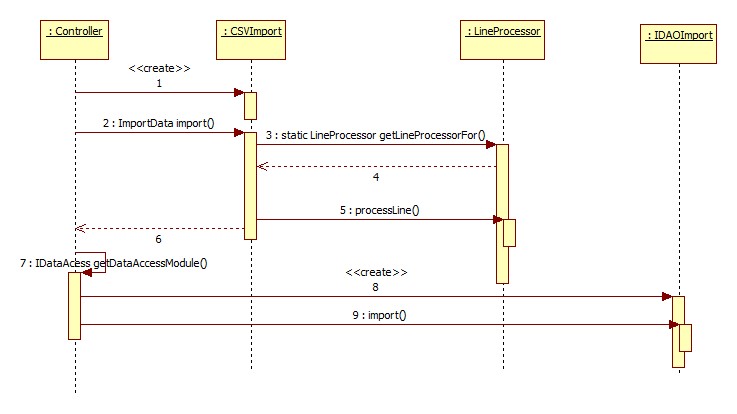 : Controller
: CSVImport
: LineProcessor
: IDAOImport
<<create>>
1
2 : ImportData import()
3 : static LineProcessor getLineProcessorFor()
4
5 : processLine()
6
7 : IDataAcess getDataAccessModule()
<<create>>
8
9 : import()